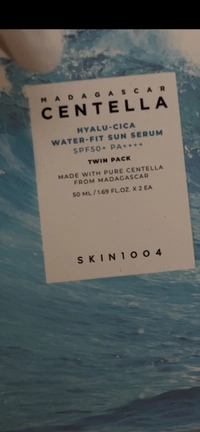 MADAGASCAR
CENTELLA
HYALU-CICA
WATER-FIT SUN SERUM
SPF50+ PA++++
TWIN PACK
MADE WITH PURE CENTELLA
FROM MADAGASCAR
50 ML / 1.69 FL.OZ. X 2 EA
SKIN1004